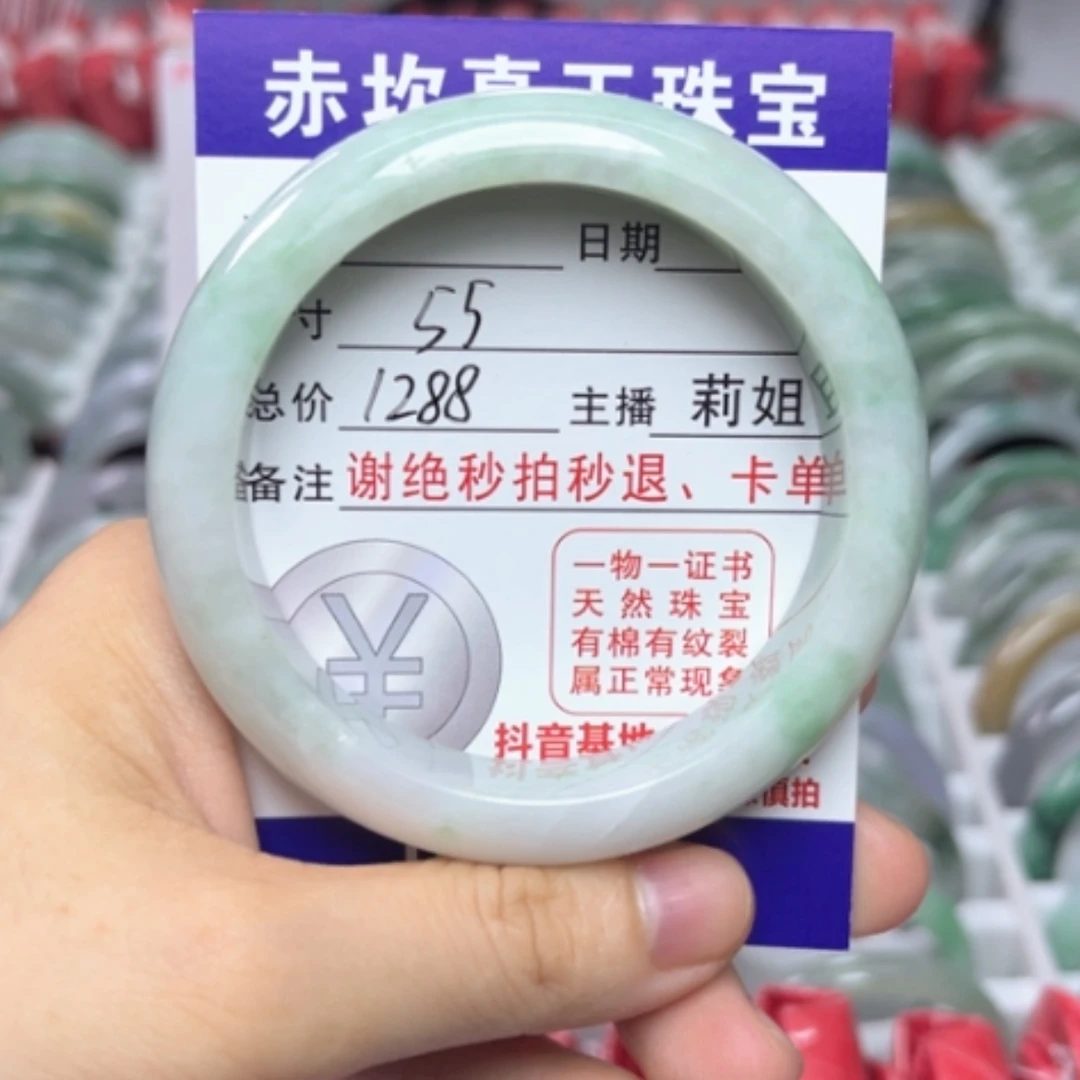 赤坎 珠宝
日期
寸 55
总价 1288 主播 莉姐
备注 谢绝秒拍秒退、卡单
一物一证书
天然珠宝
有棉有纹裂
属正常现象
抖音基地
慎拍